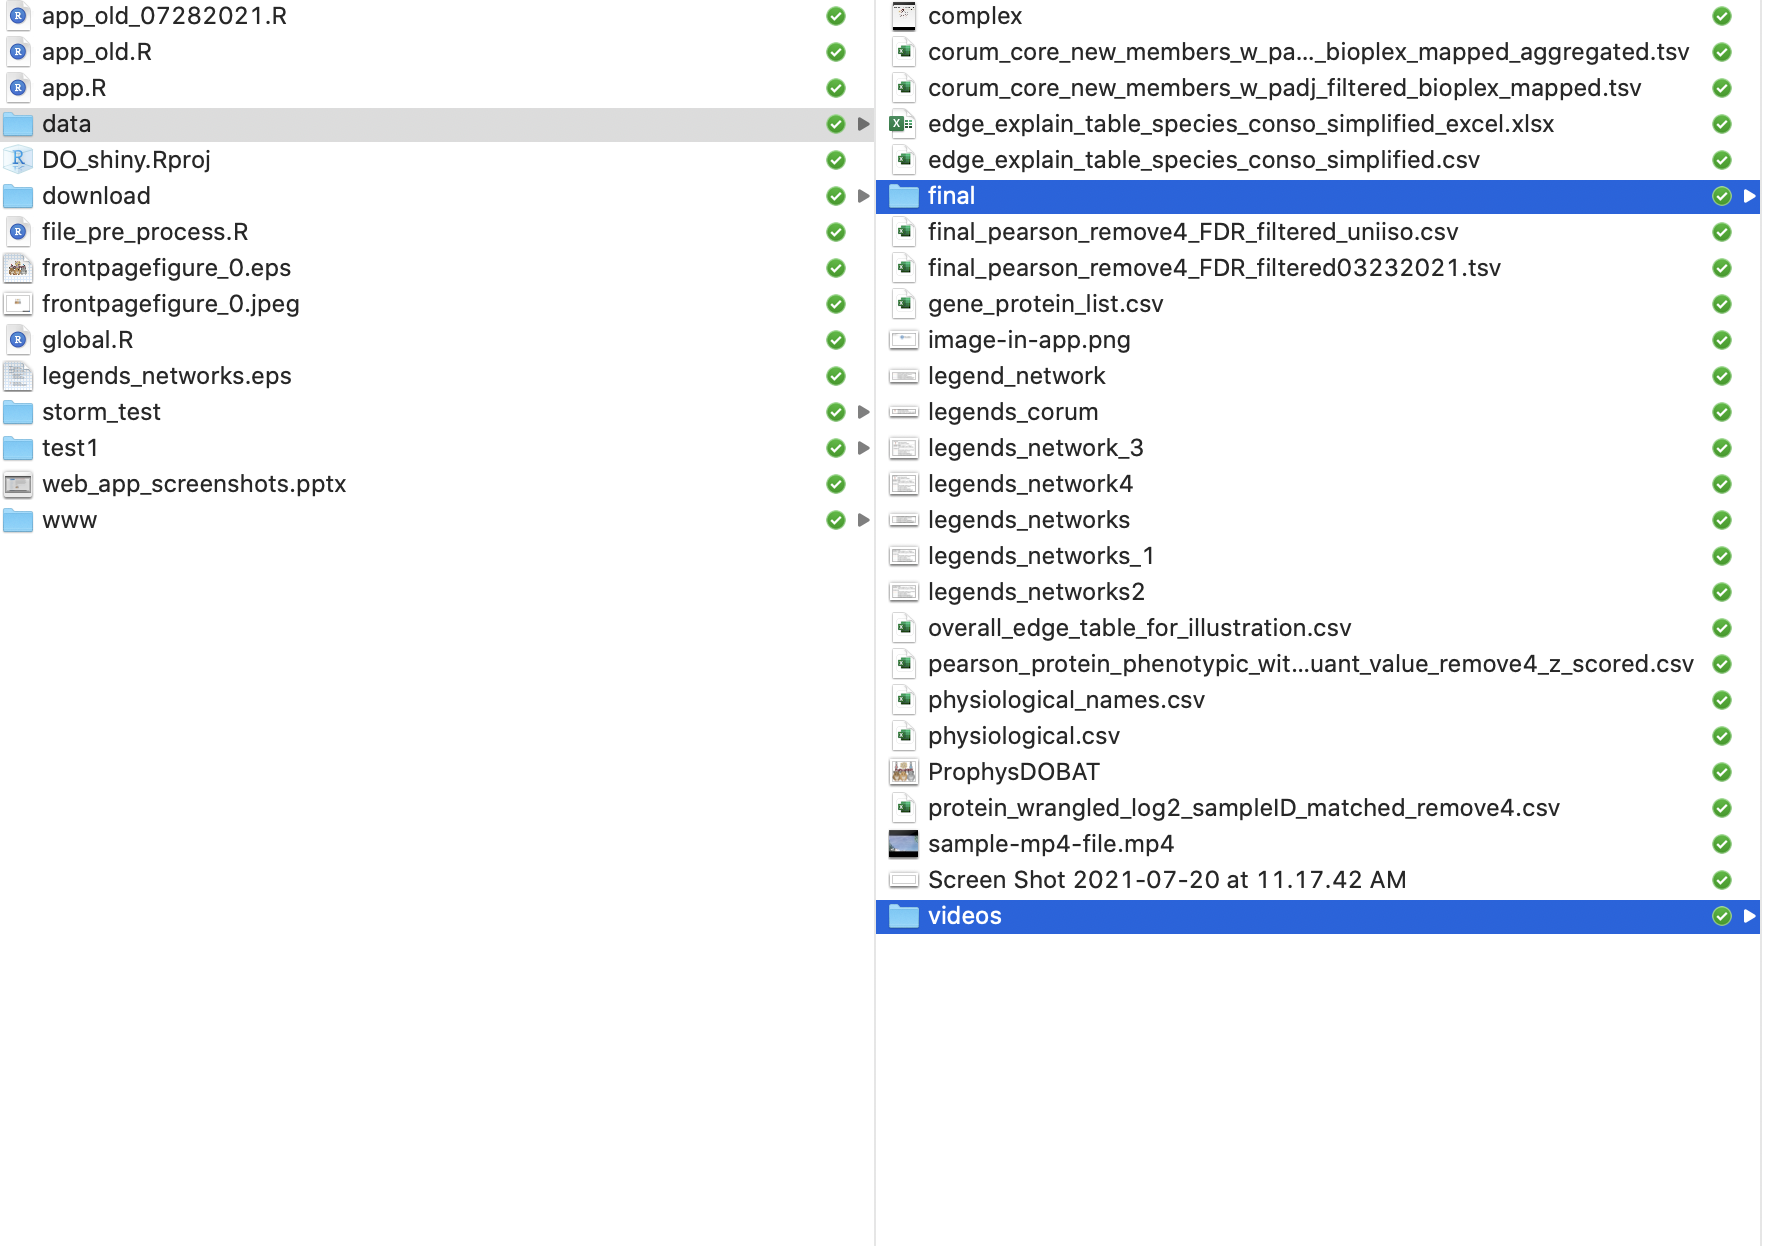 app_old_07282021.R
app_old.R
app.R
data
DO_shiny.Rproj
download
file_pre_process.R
frontpagefigure_0.eps
frontpagefigure_0.jpeg
global.R
legends_networks.eps
storm_test
test1
web_app_screenshots.pptx
www
complex
corum_core_new_members_w_pa..._bioplex_mapped_aggregated.tsv
corum_core_new_members_w_padj_filtered_bioplex_mapped.tsv
edge_explain_table_species_conso_simplified_excel.xlsx
edge_explain_table_species_conso_simplified.csv
final
final_pearson_remove4_FDR_filtered_uniiso.csv
final_pearson_remove4_FDR_filtered03232021.tsv
gene_protein_list.csv
image-in-app.png
legend_network
legends_corum
legends_network_3
legends_network4
legends_networks
legends_networks_1
legends_networks2
overall_edge_table_for_illustration.csv
pearson_protein_phenotypic_wit...uant_value_remove4_z_scored.csv
physiological_names.csv
physiological.csv
ProphysDOBAT
protein_wrangled_log2_sampleID_matched_remove4.csv
sample-mp4-file.mp4
Screen Shot 2021-07-20 at 11.17.42 AM
videos